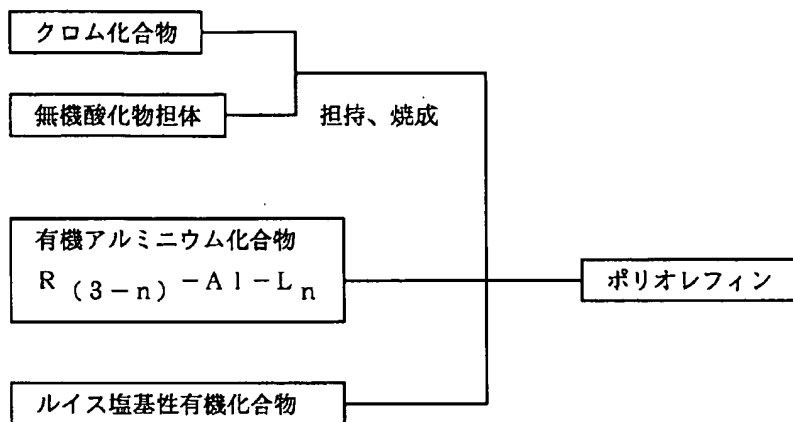 クロム化合物
無機酸化物担体
担持、焼成
有機アルミニウム化合物
R (3-n) -Al-L n
ポリオレフィン
ルイス塩基性有機化合物